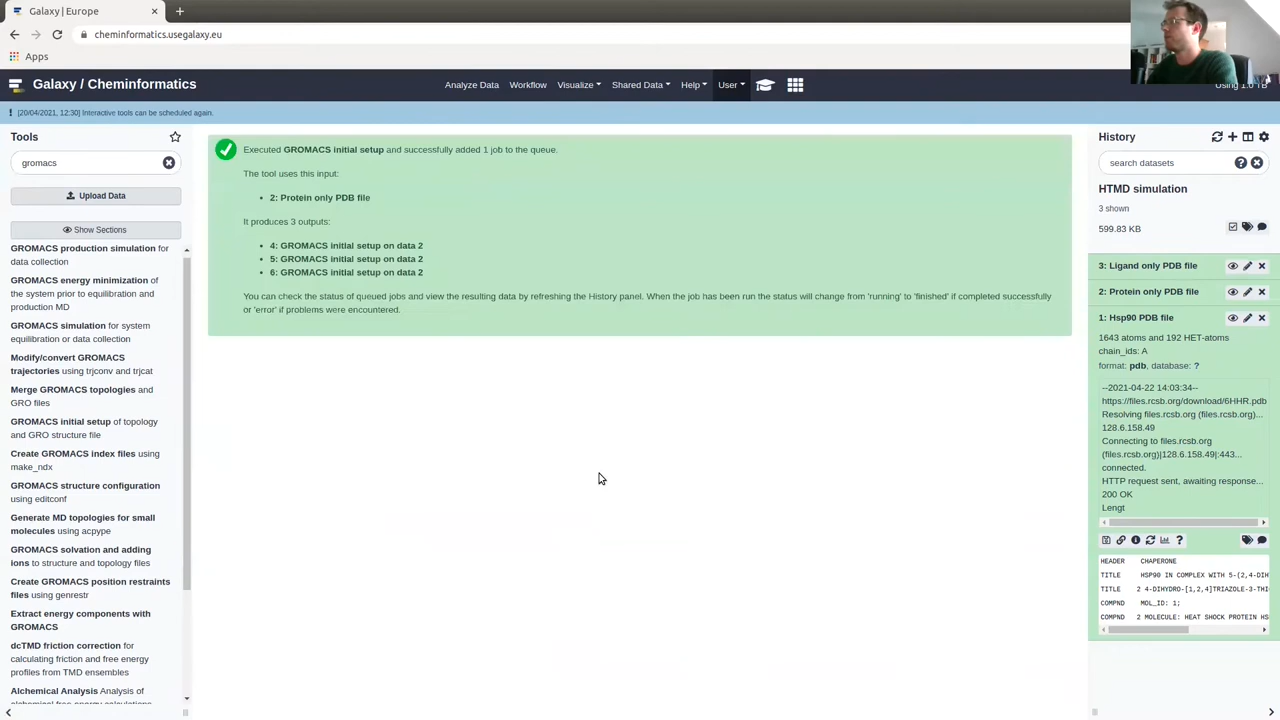 Galaxy | Europe
cheminformatics.usegalaxy.eu
Apps
Galaxy / Cheminformatics
Analyze Data
Workflow
Visualize
Shared Data
Help
User
[20/04/2021, 12:30] Interactive tools can be scheduled again.
Tools
gromacs
Upload Data
Show Sections
GROMACS production simulation for
data collection
GROMACS energy minimization of
the system prior to equilibration and
production MD
GROMACS simulation for system
equilibration or data collection
Modify/convert GROMACS
trajectories using trjconv and trjcat
Merge GROMACS topologies and
GRO files
GROMACS initial setup of topology
and GRO structure file
Create GROMACS index files using
make_ndx
GROMACS structure configuration
using editconf
Generate MD topologies for small
molecules using acpype
GROMACS solvation and adding
ions to structure and topology files
Create GROMACS position restraints
files using genrestr
Extract energy components with
GROMACS
dcTMD friction correction for
calculating friction and free energy
profiles from TMD ensembles
Alchemical Analysis Analysis of
Executed GROMACS initial setup and successfully added 1 job to the queue.
The tool uses this input:
2: Protein only PDB file
It produces 3 outputs:
4: GROMACS initial setup on data 2
5: GROMACS initial setup on data 2
6: GROMACS initial setup on data 2
You can check the status of queued jobs and view the resulting data by refreshing the History panel. When the job has been run the status will change from 'running' to 'finished' if completed successfully
or 'error' if problems were encountered.
History
search datasets
HTMD simulation
3 shown
599.83 KB
3: Ligand only PDB file
2: Protein only PDB file
1: Hsp90 PDB file
1643 atoms and 192 HET-atoms
chain_ids: A
format: pdb, database: ?
--2021-04-22 14:03:34--
https://files.rcsb.org/download/6HHR.pdb
Resolving files.rcsb.org (files.rcsb.org)...
128.6.158.49
Connecting to files.rcsb.org
(files.rcsb.org)|128.6.158.49|:443...
connected.
HTTP request sent, awaiting response...
200 OK
Lengt
HEADER CHAPERONE
TITLE HSP90 IN COMPLEX WITH 5-(2,4-DIH
TITLE 2 4-DIHYDRO-[1,2,4]TRIAZOLE-3-THI
COMPND MOL_ID: 1;
COMPND 2 MOLECULE: HEAT SHOCK PROTEIN HS